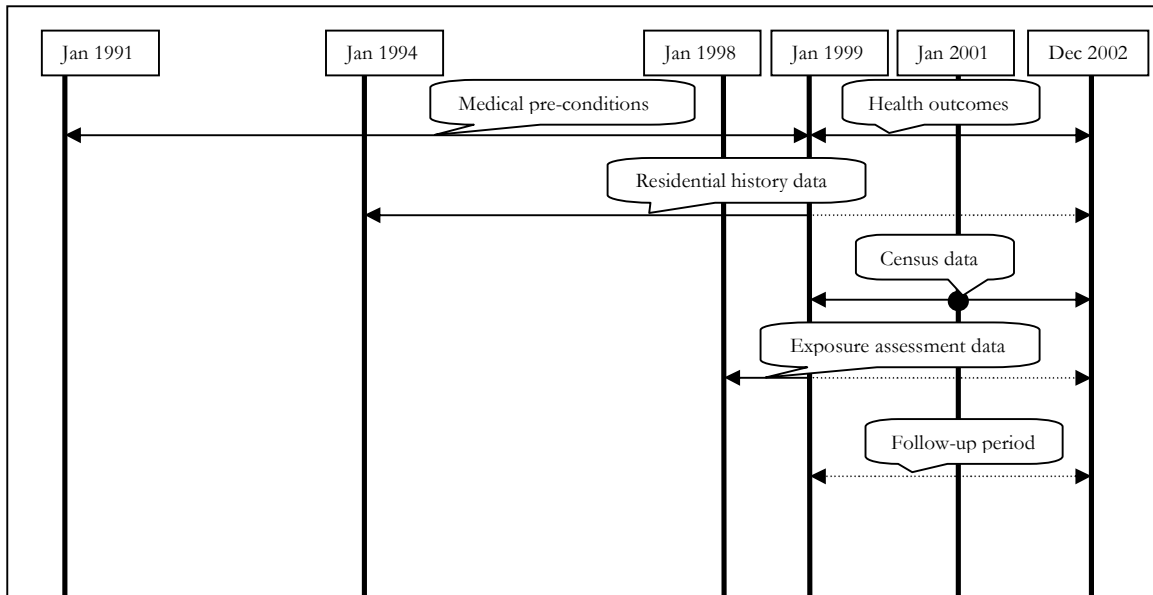 Jan 1991
Jan 1994
Jan 1998
Jan 1999
Jan 2001
Dec 2002
Medical pre-conditions
Health outcomes
Residential history data
Census data
Exposure assessment data
Follow-up period